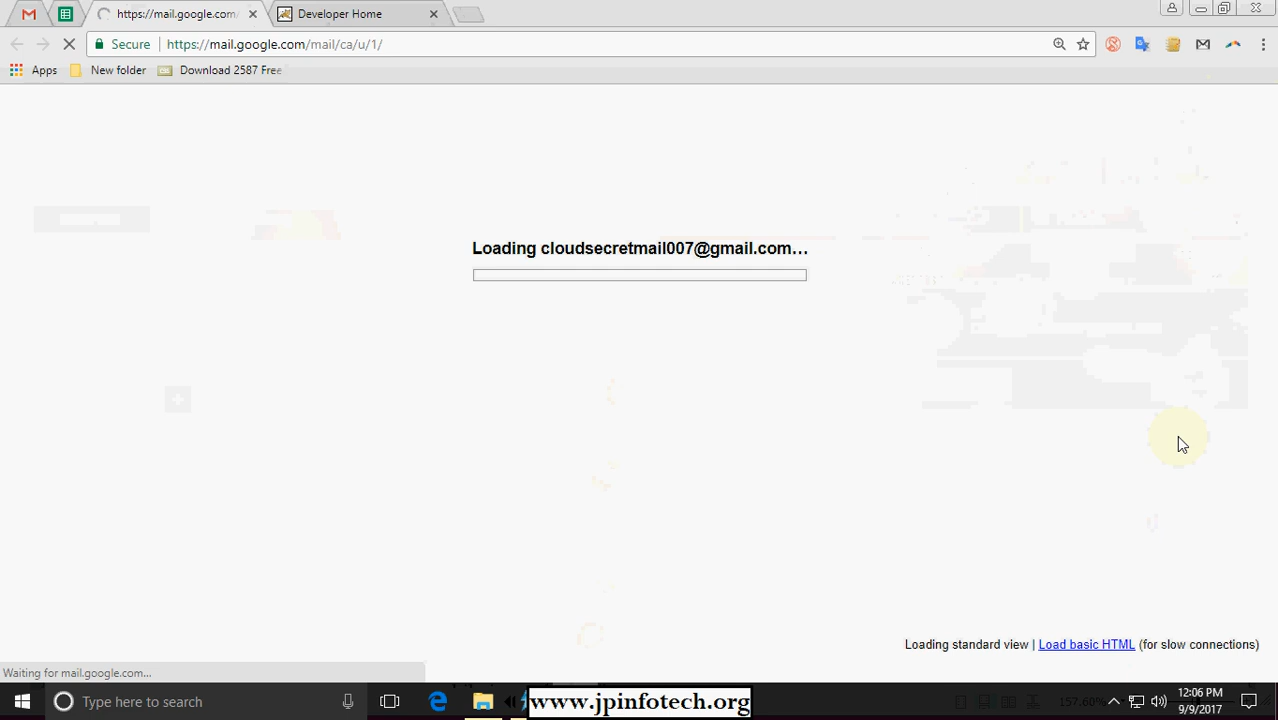 https://mail.google.com/
Developer Home
Secure
https://mail.google.com/mail/ca/u/1/
Apps
New folder
Download 2587 Free
Loading cloudsecretmail007@gmail.com...
Loading standard view | Load basic HTML (for slow connections)
Waiting for mail.google.com...
Type here to search
www.jpinfotech.org
157.60%
12:06 PM
9/9/2017